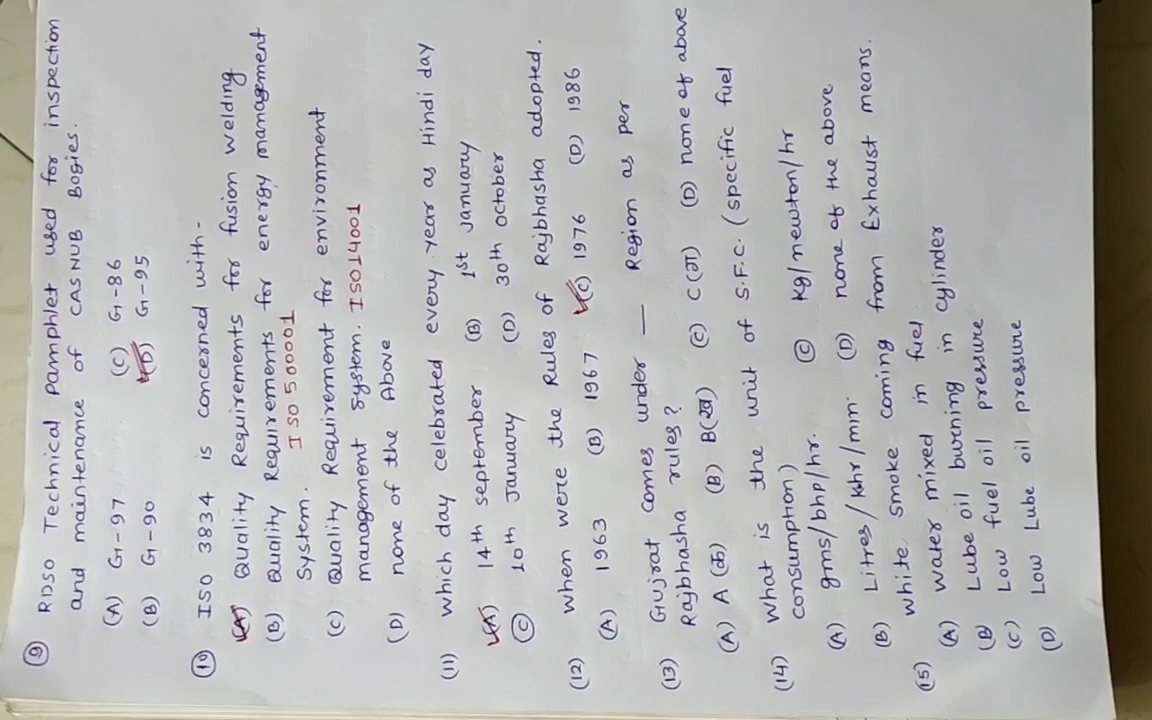 (9) RDSO Technical Pamphlet used for inspection
and maintenance of CASNUB Bogies.
(A) G-97 (C) G-86
(B) G-90 (D) G-95
(10) ISO 3834 is concerned with -
(A) Quality Requirements for fusion welding
(B) Quality Requirements for energy management
System. ISO 500001
(C) Quality Requirement for environment
management system. ISO14001
(D) none of the Above
(11) which day celebrated every year as Hindi day
(A) 14th september (B) 1st January
(C) 10th January (D) 30th october
(12) when were the Rules of Rajbhasha adopted.
(A) 1963 (B) 1967 (C) 1976 (D) 1986
(13) Gujrat comes under — Region as per
Rajbhasha rules?
(A) A (क) (B) B(ख) (C) C(ग) (D) none of above
(14) What is the unit of S.F.C. (specific fuel
consumption)
(A) gms/bhp/hr. (C) kg/newton/hr
(B) Litres/khr/min (D) none of the above
(15) white smoke coming from Exhaust means.
(A) water mixed in fuel
(B) Lube oil burning in cylinder
(C) Low fuel oil pressure
(D) Low Lube oil pressure